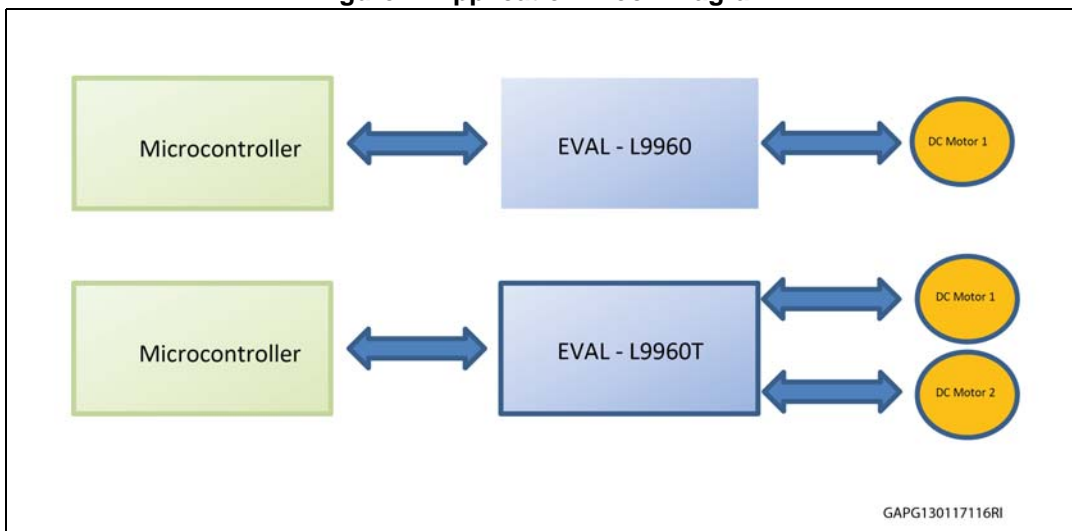 Microcontroller
EVAL - L9960
DC Motor 1
Microcontroller
EVAL - L9960T
DC Motor 1
DC Motor 2
GAPG130117116RI